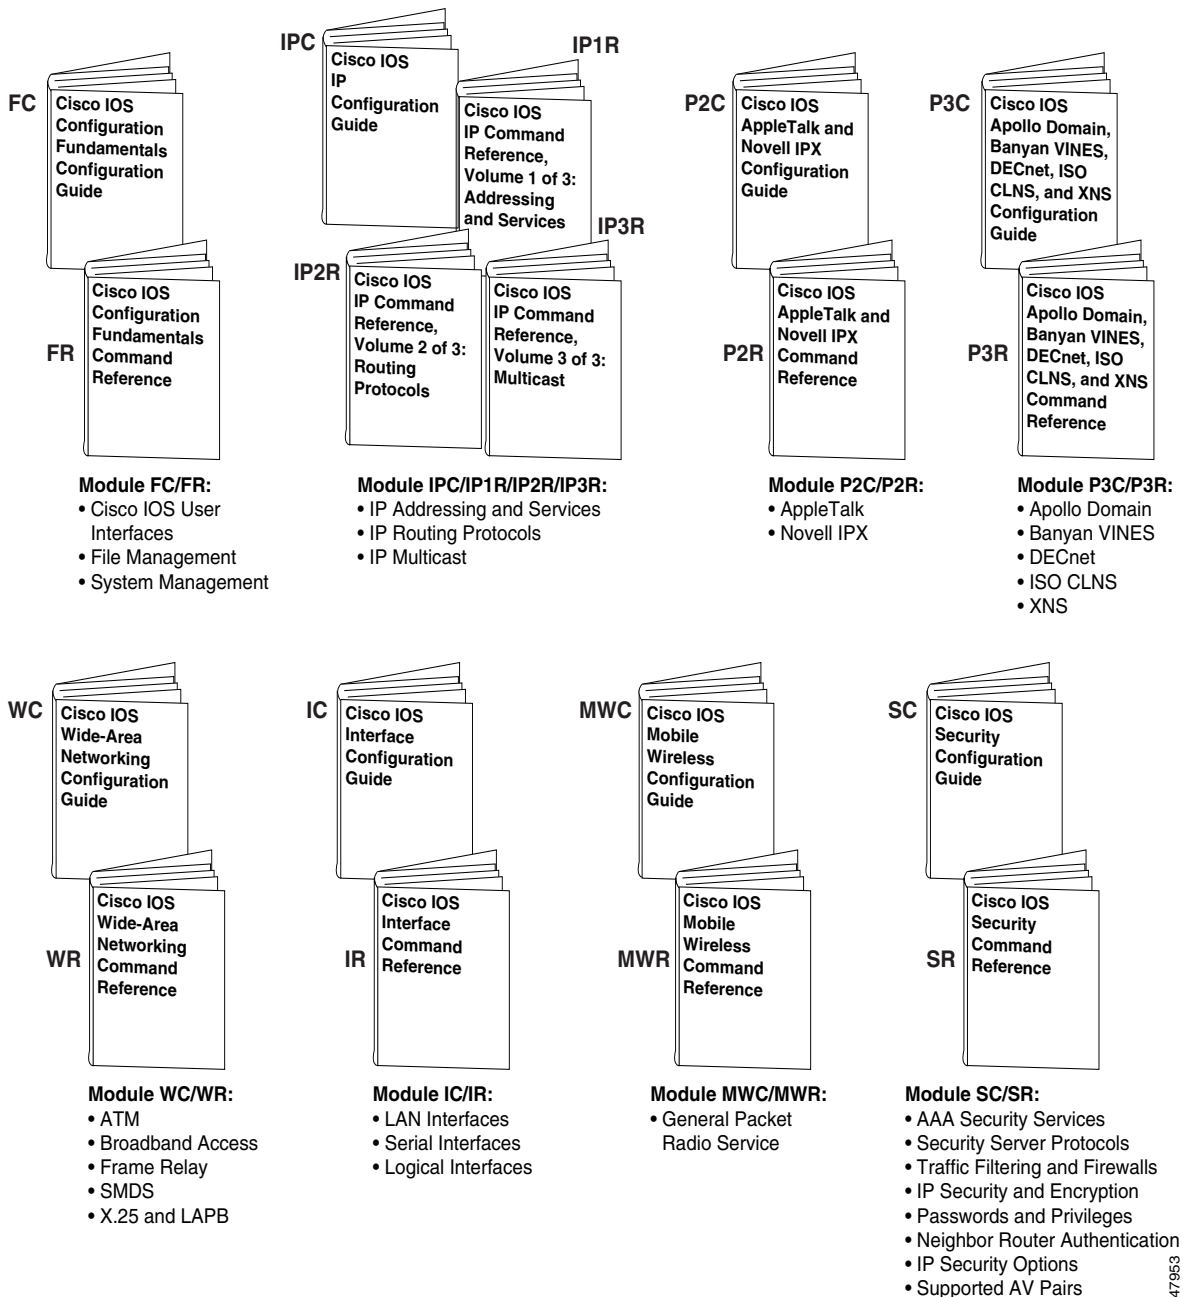 FC
Cisco IOS
Configuration
Fundamentals
Configuration
Guide
FR
Cisco IOS
Configuration
Fundamentals
Command
Reference
Module FC/FR:
• Cisco IOS User
Interfaces
• File Management
• System Management
IPC
Cisco IOS
IP
Configuration
Guide
IP1R
Cisco IOS
IP Command
Reference,
Volume 1 of 3:
Addressing
and Services
IP2R
Cisco IOS
IP Command
Reference,
Volume 2 of 3:
Routing
Protocols
IP3R
Cisco IOS
IP Command
Reference,
Volume 3 of 3:
Multicast
Module IPC/IP1R/IP2R/IP3R:
• IP Addressing and Services
• IP Routing Protocols
• IP Multicast
P2C
Cisco IOS
AppleTalk and
Novell IPX
Configuration
Guide
P2R
Cisco IOS
AppleTalk and
Novell IPX
Command
Reference
Module P2C/P2R:
• AppleTalk
• Novell IPX
P3C
Cisco IOS
Apollo Domain,
Banyan VINES,
DECnet, ISO
CLNS, and XNS
Configuration
Guide
P3R
Cisco IOS
Apollo Domain,
Banyan VINES,
DECnet, ISO
CLNS, and XNS
Command
Reference
Module P3C/P3R:
• Apollo Domain
• Banyan VINES
• DECnet
• ISO CLNS
• XNS
WC
Cisco IOS
Wide-Area
Networking
Configuration
Guide
WR
Cisco IOS
Wide-Area
Networking
Command
Reference
Module WC/WR:
• ATM
• Broadband Access
• Frame Relay
• SMDS
• X.25 and LAPB
IC
Cisco IOS
Interface
Configuration
Guide
IR
Cisco IOS
Interface
Command
Reference
Module IC/IR:
• LAN Interfaces
• Serial Interfaces
• Logical Interfaces
MWC
Cisco IOS
Mobile
Wireless
Configuration
Guide
MWR
Cisco IOS
Mobile
Wireless
Command
Reference
Module MWC/MWR:
• General Packet
Radio Service
SC
Cisco IOS
Security
Configuration
Guide
SR
Cisco IOS
Security
Command
Reference
Module SC/SR:
• AAA Security Services
• Security Server Protocols
• Traffic Filtering and Firewalls
• IP Security and Encryption
• Passwords and Privileges
• Neighbor Router Authentication
• IP Security Options
• Supported AV Pairs
47953